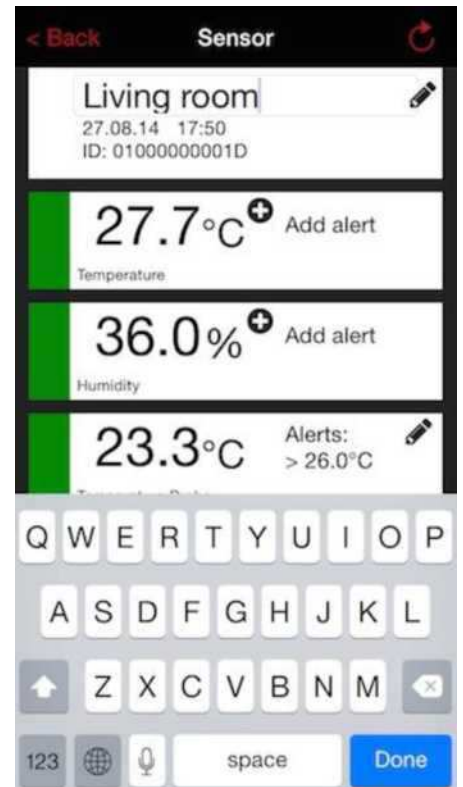 < Back Sensor
Living room
27.08.14 17:50
ID: 01000000001D
27.7°C Add alert
Temperature
36.0% Add alert
Humidity
23.3°C Alerts:
> 26.0°C
Q W E R T Y U I O P
A S D F G H J K L
Z X C V B N M
123 space Done